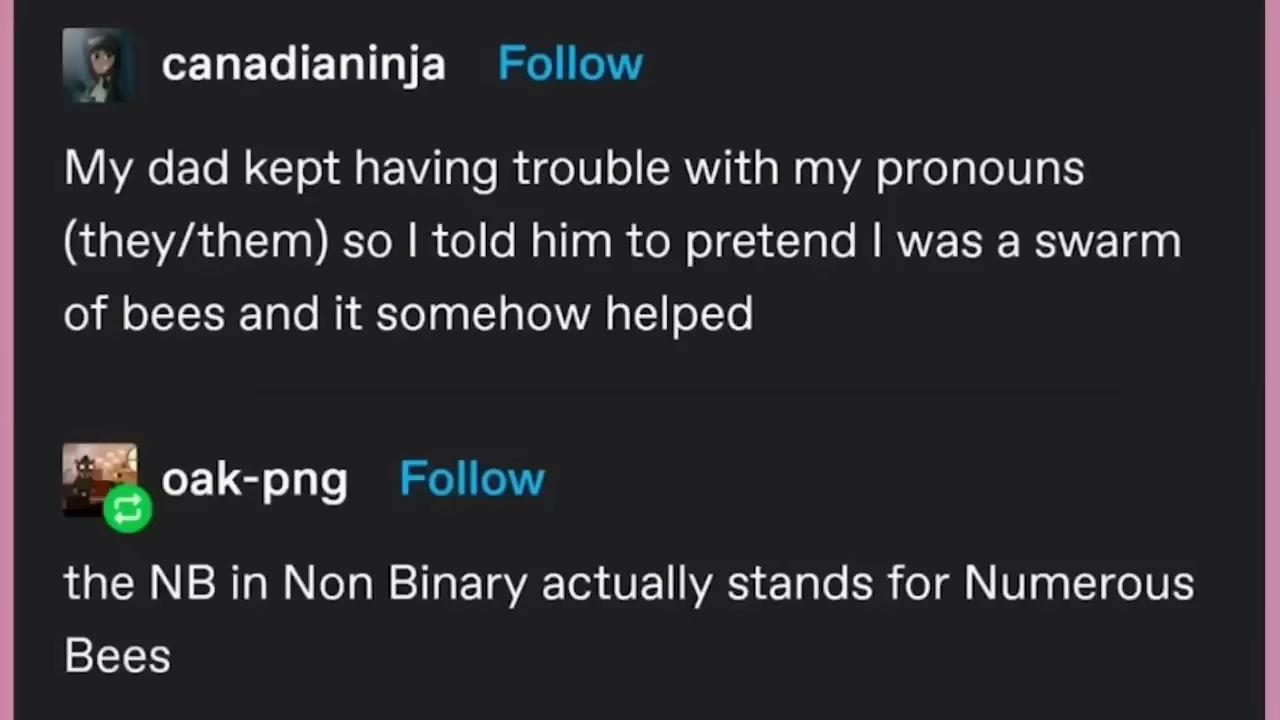 canadianinja Follow
My dad kept having trouble with my pronouns
(they/them) so I told him to pretend I was a swarm
of bees and it somehow helped
oak-png Follow
the NB in Non Binary actually stands for Numerous
Bees